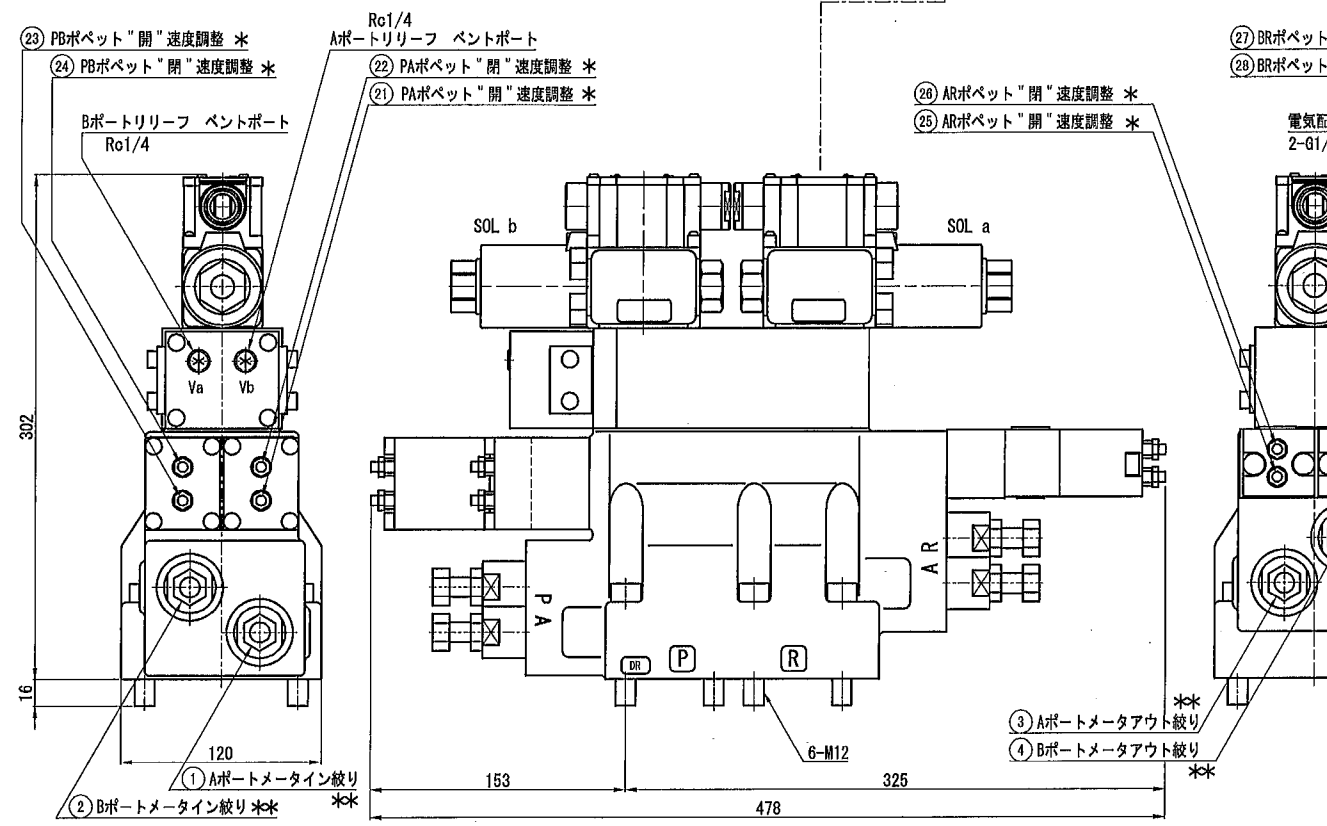 Rc1/4
Aポートリリーフ ベントポート
㉓ PBポペット"開"速度調整 *
㉔ PBポペット"閉"速度調整 *
㉒ PAポペット"閉"速度調整 *
㉑ PAポペット"開"速度調整 *
Bポートリリーフ ベントポート
Rc1/4
㉖ ARポペット"閉"速度調整 *
㉕ ARポペット"開"速度調整 *
㉗ BRポペット
㉘ BRポペット
電気配
2-G1/
SOL b
SOL a
Va
Vb
302
16
120
P A
A R
DR
P
R
6-M12
153
325
478
① Aポートメータイン絞り
**
② Bポートメータイン絞り **
**
③ Aポートメータアウト絞り
④ Bポートメータアウト絞り
**